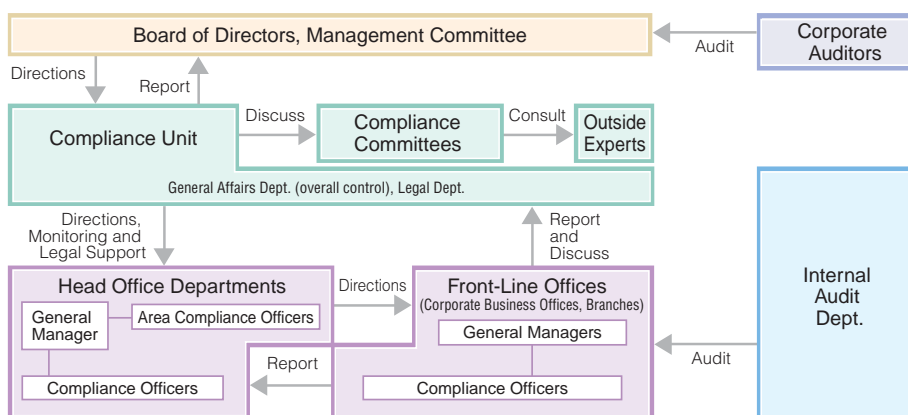 Board of Directors, Management Committee
Audit
Corporate
Auditors
Directions
Report
Compliance Unit
Discuss
Compliance
Committees
Consult
Outside
Experts
General Affairs Dept. (overall control), Legal Dept.
Directions,
Monitoring and
Legal Support
Report
and
Discuss
Head Office Departments
General
Manager
Area Compliance Officers
Compliance Officers
Directions
Report
Front-Line Offices
(Corporate Business Offices, Branches)
General Managers
Compliance Officers
Audit
Internal
Audit
Dept.